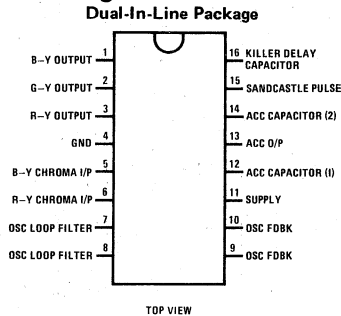 Dual-In-Line Package
B–Y OUTPUT 1
G–Y OUTPUT 2
R–Y OUTPUT 3
GND 4
B–Y CHROMA I/P 5
R–Y CHROMA I/P 6
OSC LOOP FILTER 7
OSC LOOP FILTER 8
16 KILLER DELAY
CAPACITOR
15 SANDCASTLE PULSE
14 ACC CAPACITOR (2)
13 ACC O/P
12 ACC CAPACITOR (1)
11 SUPPLY
10 OSC FDBK
9 OSC FDBK
TOP VIEW